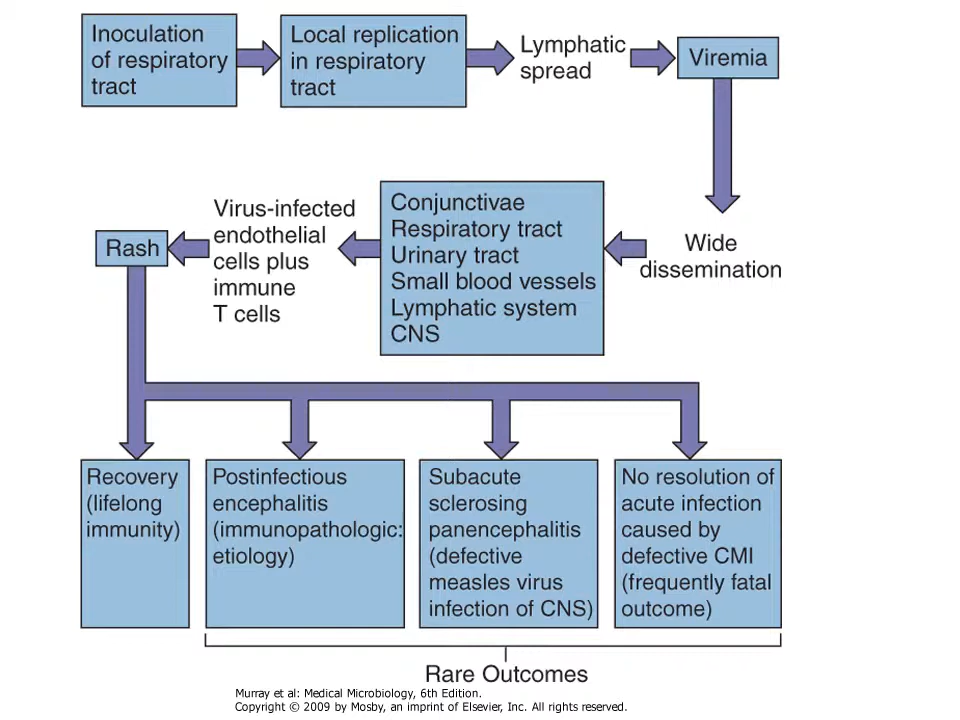 Inoculation
of respiratory
tract
Local replication
in respiratory
tract
Lymphatic
spread
Viremia
Wide
dissemination
Conjunctivae
Respiratory tract
Urinary tract
Small blood vessels
Lymphatic system
CNS
Virus-infected
endothelial
cells plus
immune
T cells
Rash
Recovery
(lifelong
immunity)
Postinfectious
encephalitis
(immunopathologic:
etiology)
Subacute
sclerosing
panencephalitis
(defective
measles virus
infection of CNS)
No resolution of
acute infection
caused by
defective CMI
(frequently fatal
outcome)
Rare Outcomes
Murray et al: Medical Microbiology, 6th Edition.
Copyright © 2009 by Mosby, an imprint of Elsevier, Inc. All rights reserved.